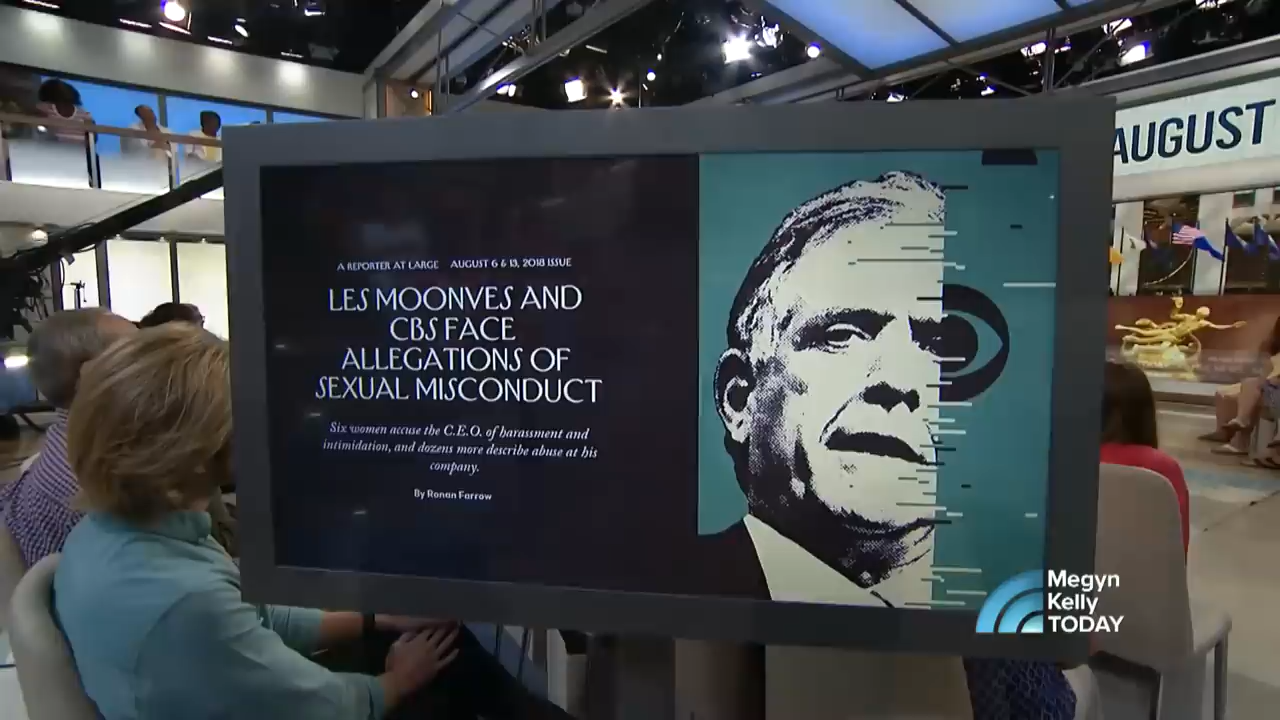 AUGUST
A REPORTER AT LARGE AUGUST 6 & 13, 2018 ISSUE
LES MOONVES AND
CBS FACE
ALLEGATIONS OF
SEXUAL MISCONDUCT
Six women accuse the C.E.O. of harassment and
intimidation, and dozens more describe abuse at his
company.
By Ronan Farrow
Megyn
Kelly
TODAY